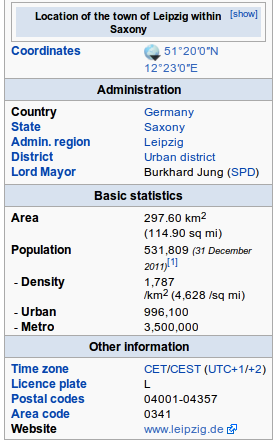 Location of the town of Leipzig within [show]
Saxony
Coordinates 51°20′0″N
12°23′0″E
Administration
Country Germany
State Saxony
Admin. region Leipzig
District Urban district
Lord Mayor Burkhard Jung (SPD)
Basic statistics
Area 297.60 km2
(114.90 sq mi)
Population 531,809 (31 December
2011)[1]
- Density 1,787
/km2 (4,628 /sq mi)
- Urban 996,100
- Metro 3,500,000
Other information
Time zone CET/CEST (UTC+1/+2)
Licence plate L
Postal codes 04001-04357
Area code 0341
Website www.leipzig.de